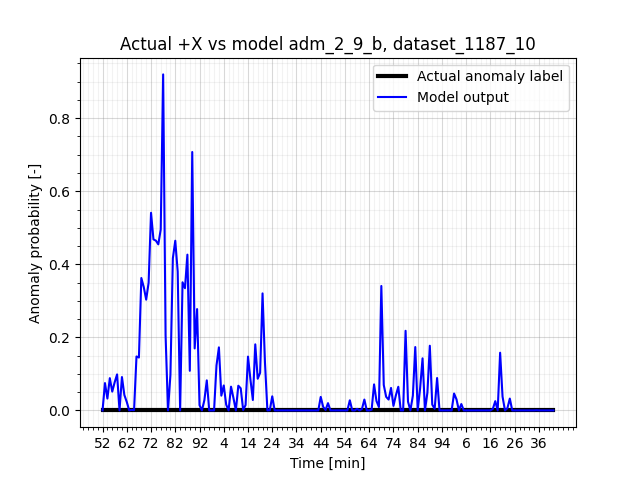 Actual +X vs model adm_2_9_b, dataset_1187_10
Actual anomaly label
Model output
Anomaly probability [-]
0.8
0.6
0.4
0.2
0.0
52 62 72 82 92 4 14 24 34 44 54 64 74 84 94 6 16 26 36
Time [min]